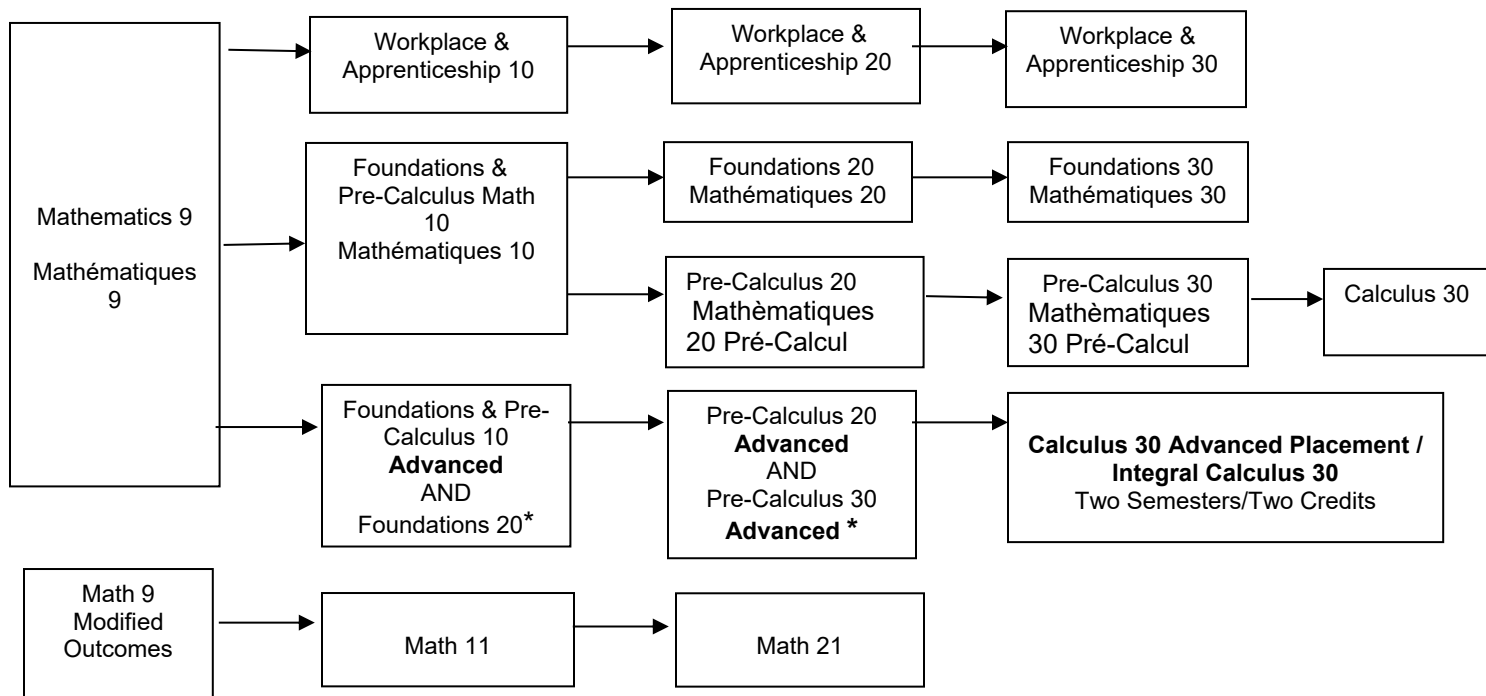 Mathematics 9
Mathématiques
9
Workplace &
Apprenticeship 10
Workplace &
Apprenticeship 20
Workplace &
Apprenticeship 30
Foundations &
Pre-Calculus Math
10
Mathématiques 10
Foundations 20
Mathématiques 20
Foundations 30
Mathématiques 30
Pre-Calculus 20
Mathèmatiques
20 Pré-Calcul
Pre-Calculus 30
Mathèmatiques
30 Pré-Calcul
Calculus 30
Foundations & Pre-
Calculus 10
Advanced
AND
Foundations 20*
Pre-Calculus 20
Advanced
AND
Pre-Calculus 30
Advanced *
Calculus 30 Advanced Placement /
Integral Calculus 30
Two Semesters/Two Credits
Math 9
Modified
Outcomes
Math 11
Math 21